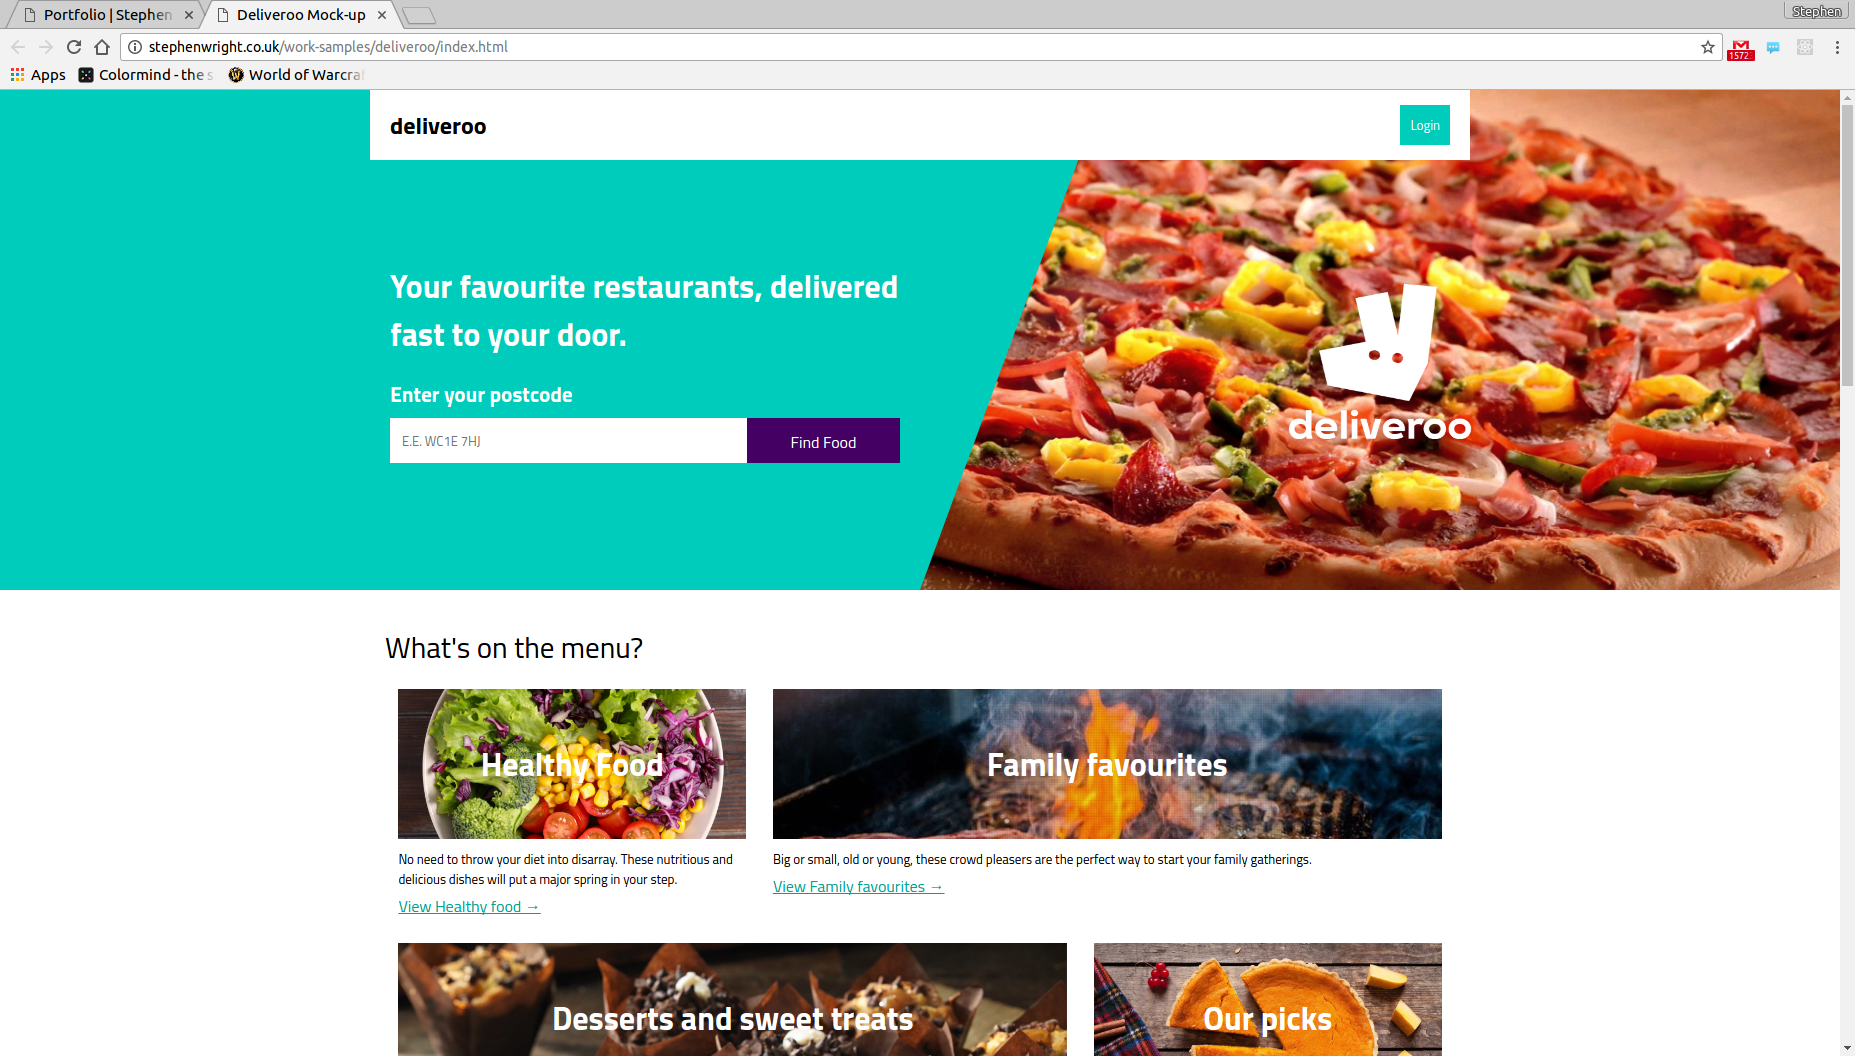 Portfolio | Stephen
Deliveroo Mock-up
Stephen
stephenwright.co.uk/work-samples/deliveroo/index.html
1572
Apps
Colormind - the s
World of Warcraf
deliveroo
Login
Your favourite restaurants, delivered
fast to your door.
Enter your postcode
E.E. WC1E 7HJ
Find Food
deliveroo
What's on the menu?
Healthy Food
Family favourites
No need to throw your diet into disarray. These nutritious and
delicious dishes will put a major spring in your step.
View Healthy food →
Big or small, old or young, these crowd pleasers are the perfect way to start your family gatherings.
View Family favourites →
Desserts and sweet treats
Our picks